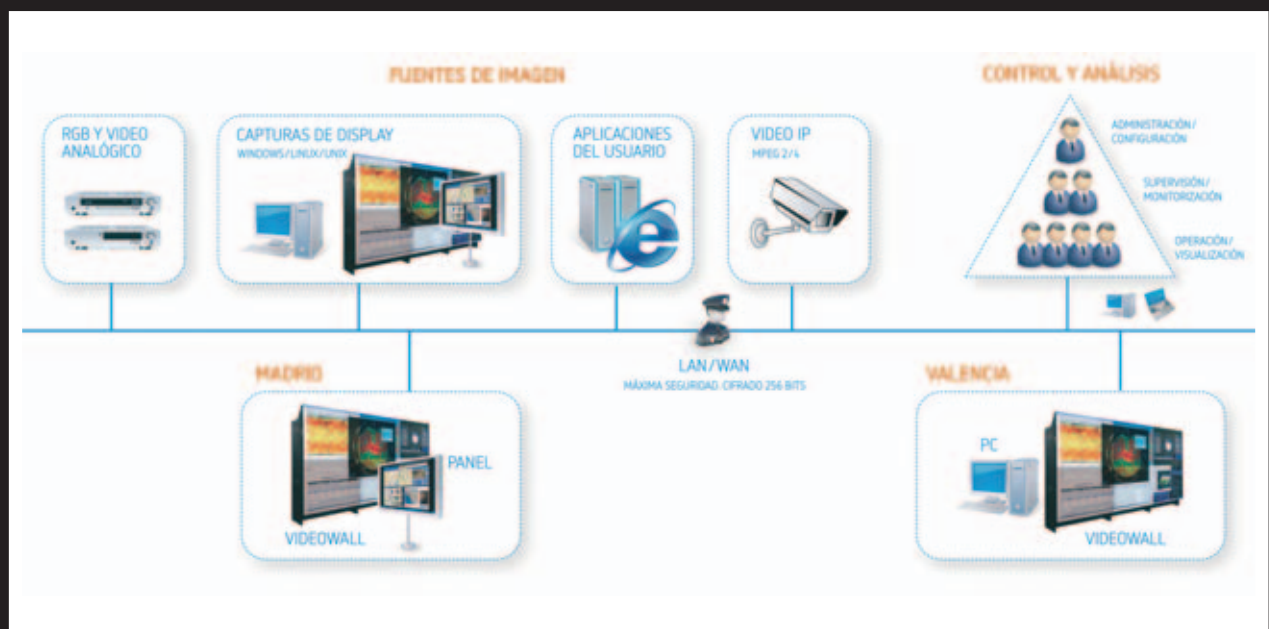 FUENTES DE IMAGEN
CONTROL Y ANÁLISIS
RGB Y VIDEO
ANALÓGICO
CAPTURAS DE DISPLAY
WINDOWS/LINUX/UNIX
APLICACIONES
DEL USUARIO
VIDEO IP
MPEG 2/4
ADMINISTRACIÓN/
CONFIGURACIÓN
SUPERVISIÓN/
MONITORIZACIÓN
OPERACIÓN/
VISUALIZACIÓN
LAN/WAN
MÁXIMA SEGURIDAD. CIFRADO 256 BITS
MADRID
PANEL
VIDEOWALL
VALENCIA
PC
VIDEOWALL